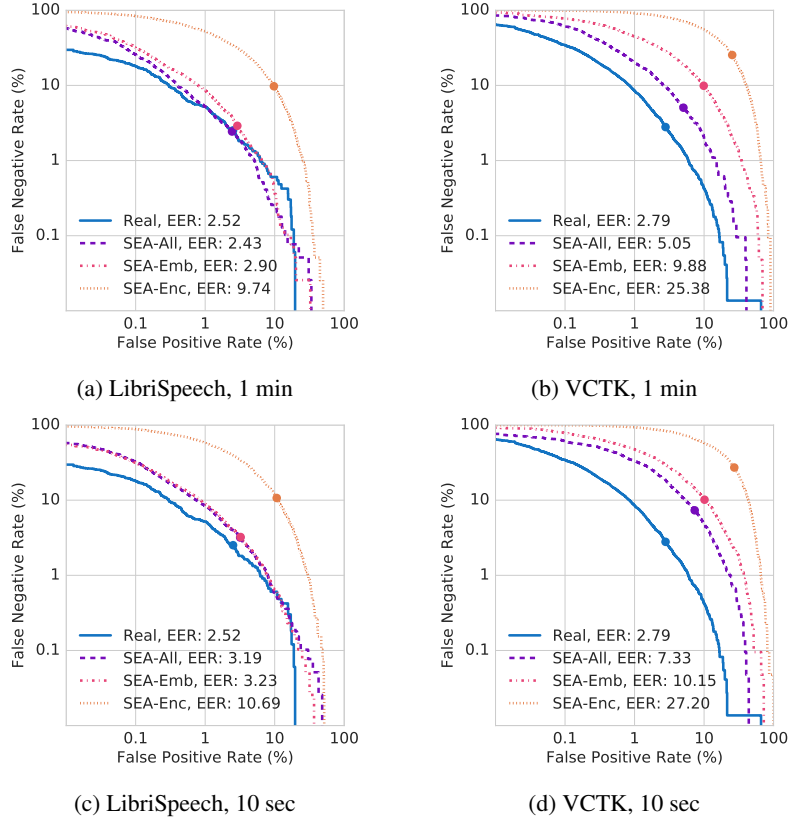 100
10
1
0.1
False Negative Rate (%)
Real, EER: 2.52
SEA-All, EER: 2.43
SEA-Emb, EER: 2.90
SEA-Enc, EER: 9.74
0.1 1 10 100
False Positive Rate (%)
(a) LibriSpeech, 1 min
100
10
1
0.1
False Negative Rate (%)
Real, EER: 2.79
SEA-All, EER: 5.05
SEA-Emb, EER: 9.88
SEA-Enc, EER: 25.38
0.1 1 10 100
False Positive Rate (%)
(b) VCTK, 1 min
100
10
1
0.1
False Negative Rate (%)
Real, EER: 2.52
SEA-All, EER: 3.19
SEA-Emb, EER: 3.23
SEA-Enc, EER: 10.69
0.1 1 10 100
False Positive Rate (%)
(c) LibriSpeech, 10 sec
100
10
1
0.1
False Negative Rate (%)
Real, EER: 2.79
SEA-All, EER: 7.33
SEA-Emb, EER: 10.15
SEA-Enc, EER: 27.20
0.1 1 10 100
False Positive Rate (%)
(d) VCTK, 10 sec